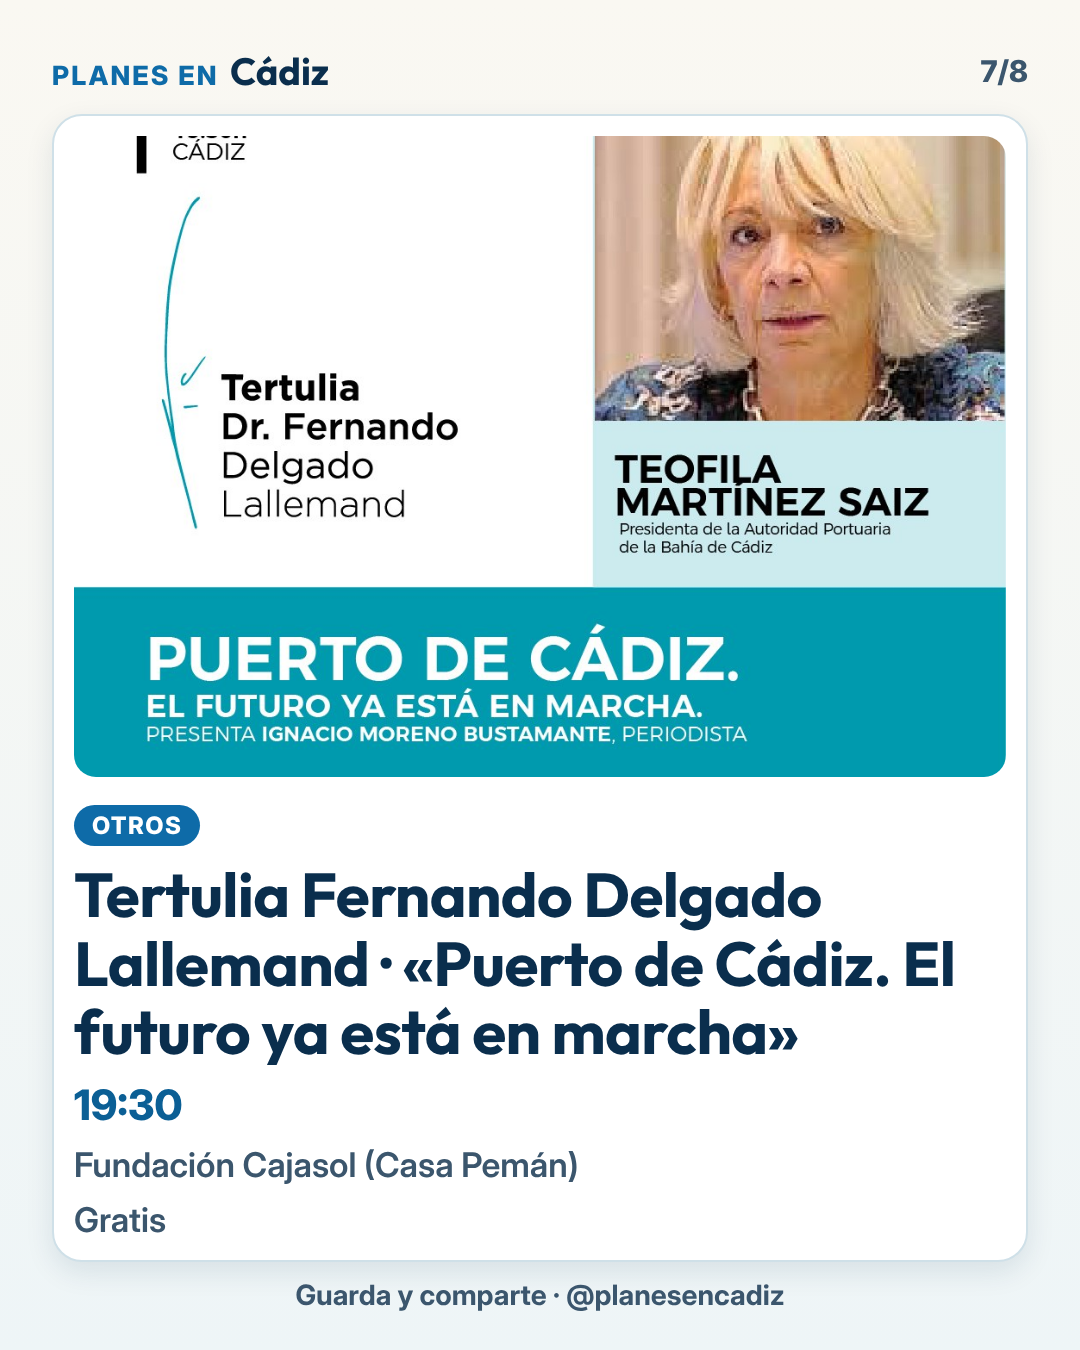 PLANES EN Cádiz
7/8
CÁDIZ
Tertulia
Dr. Fernando
Delgado
Lallemand
TEOFILA
MARTÍNEZ SAIZ
Presidenta de la Autoridad Portuaria
de la Bahía de Cádiz
PUERTO DE CÁDIZ.
EL FUTURO YA ESTÁ EN MARCHA.
PRESENTA IGNACIO MORENO BUSTAMANTE, PERIODISTA
OTROS
Tertulia Fernando Delgado
Lallemand · «Puerto de Cádiz. El
futuro ya está en marcha»
19:30
Fundación Cajasol (Casa Pemán)
Gratis
Guarda y comparte · @planesencadiz